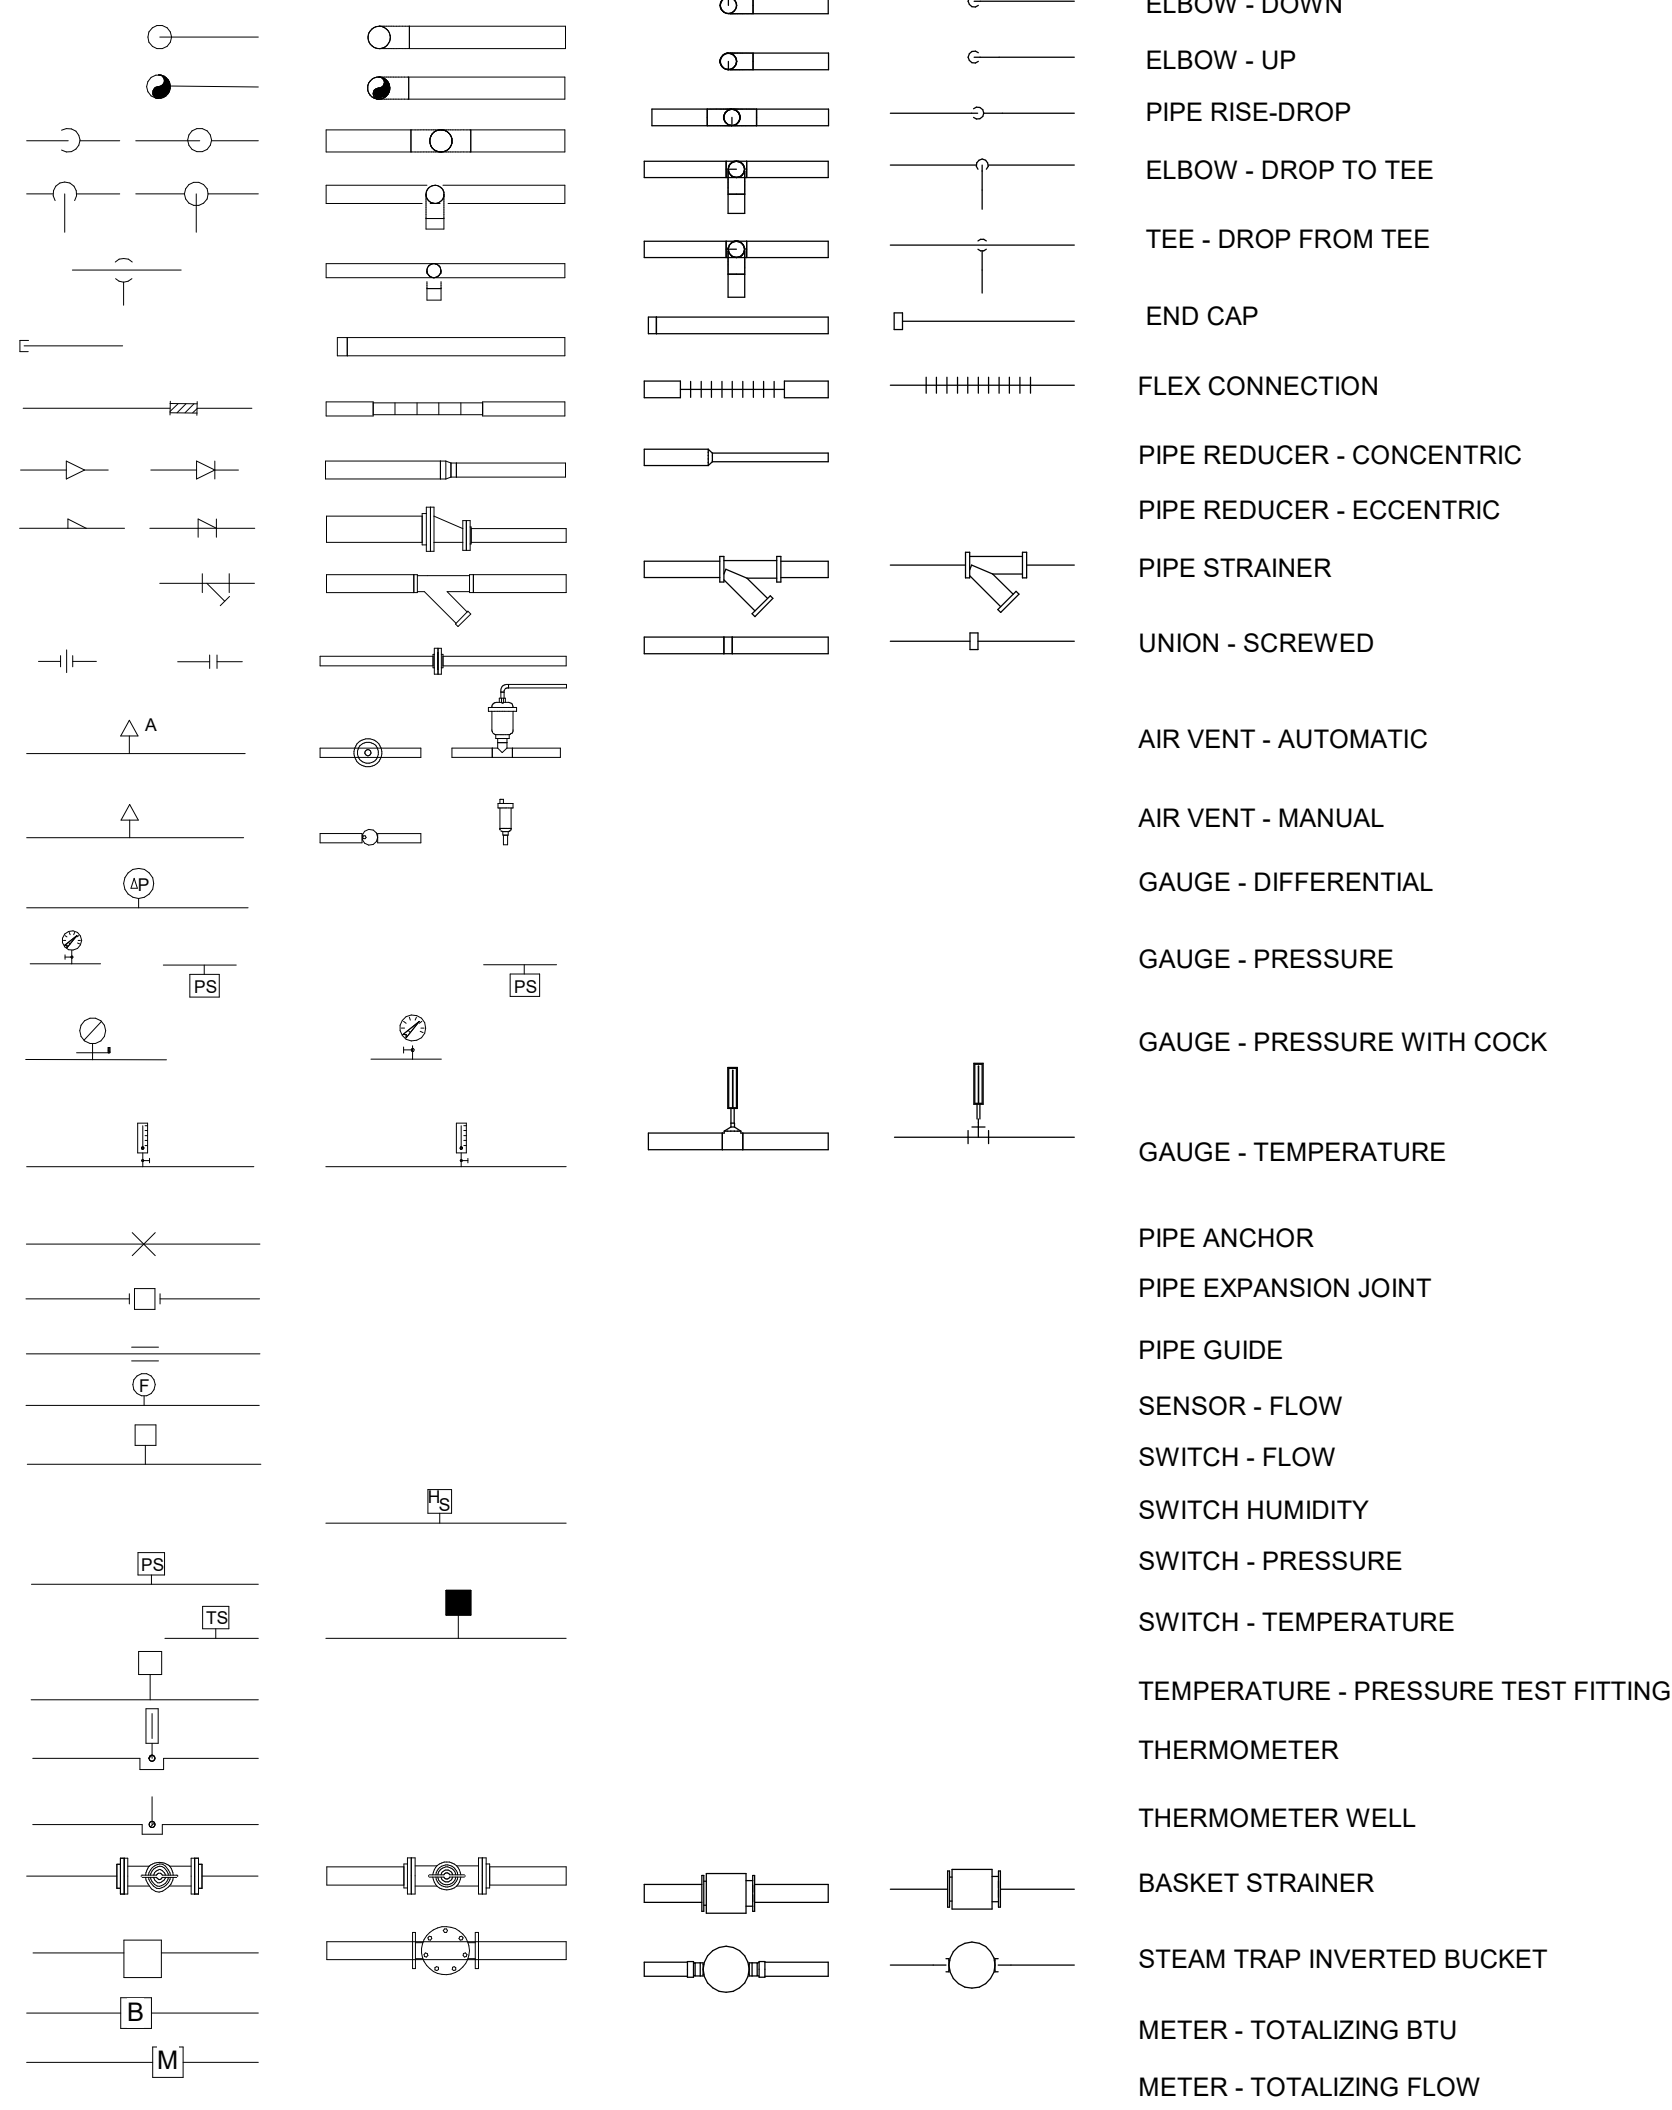 ELBOW - DOWN
ELBOW - UP
PIPE RISE-DROP
ELBOW - DROP TO TEE
TEE - DROP FROM TEE
END CAP
FLEX CONNECTION
PIPE REDUCER - CONCENTRIC
PIPE REDUCER - ECCENTRIC
PIPE STRAINER
UNION - SCREWED
A
AIR VENT - AUTOMATIC
AIR VENT - MANUAL
ΔP
GAUGE - DIFFERENTIAL
GAUGE - PRESSURE
PS PS
GAUGE - PRESSURE WITH COCK
GAUGE - TEMPERATURE
PIPE ANCHOR
PIPE EXPANSION JOINT
PIPE GUIDE
F
SENSOR - FLOW
SWITCH - FLOW
HS
SWITCH HUMIDITY
PS
SWITCH - PRESSURE
TS
SWITCH - TEMPERATURE
TEMPERATURE - PRESSURE TEST FITTING
THERMOMETER
THERMOMETER WELL
BASKET STRAINER
STEAM TRAP INVERTED BUCKET
B
METER - TOTALIZING BTU
M
METER - TOTALIZING FLOW